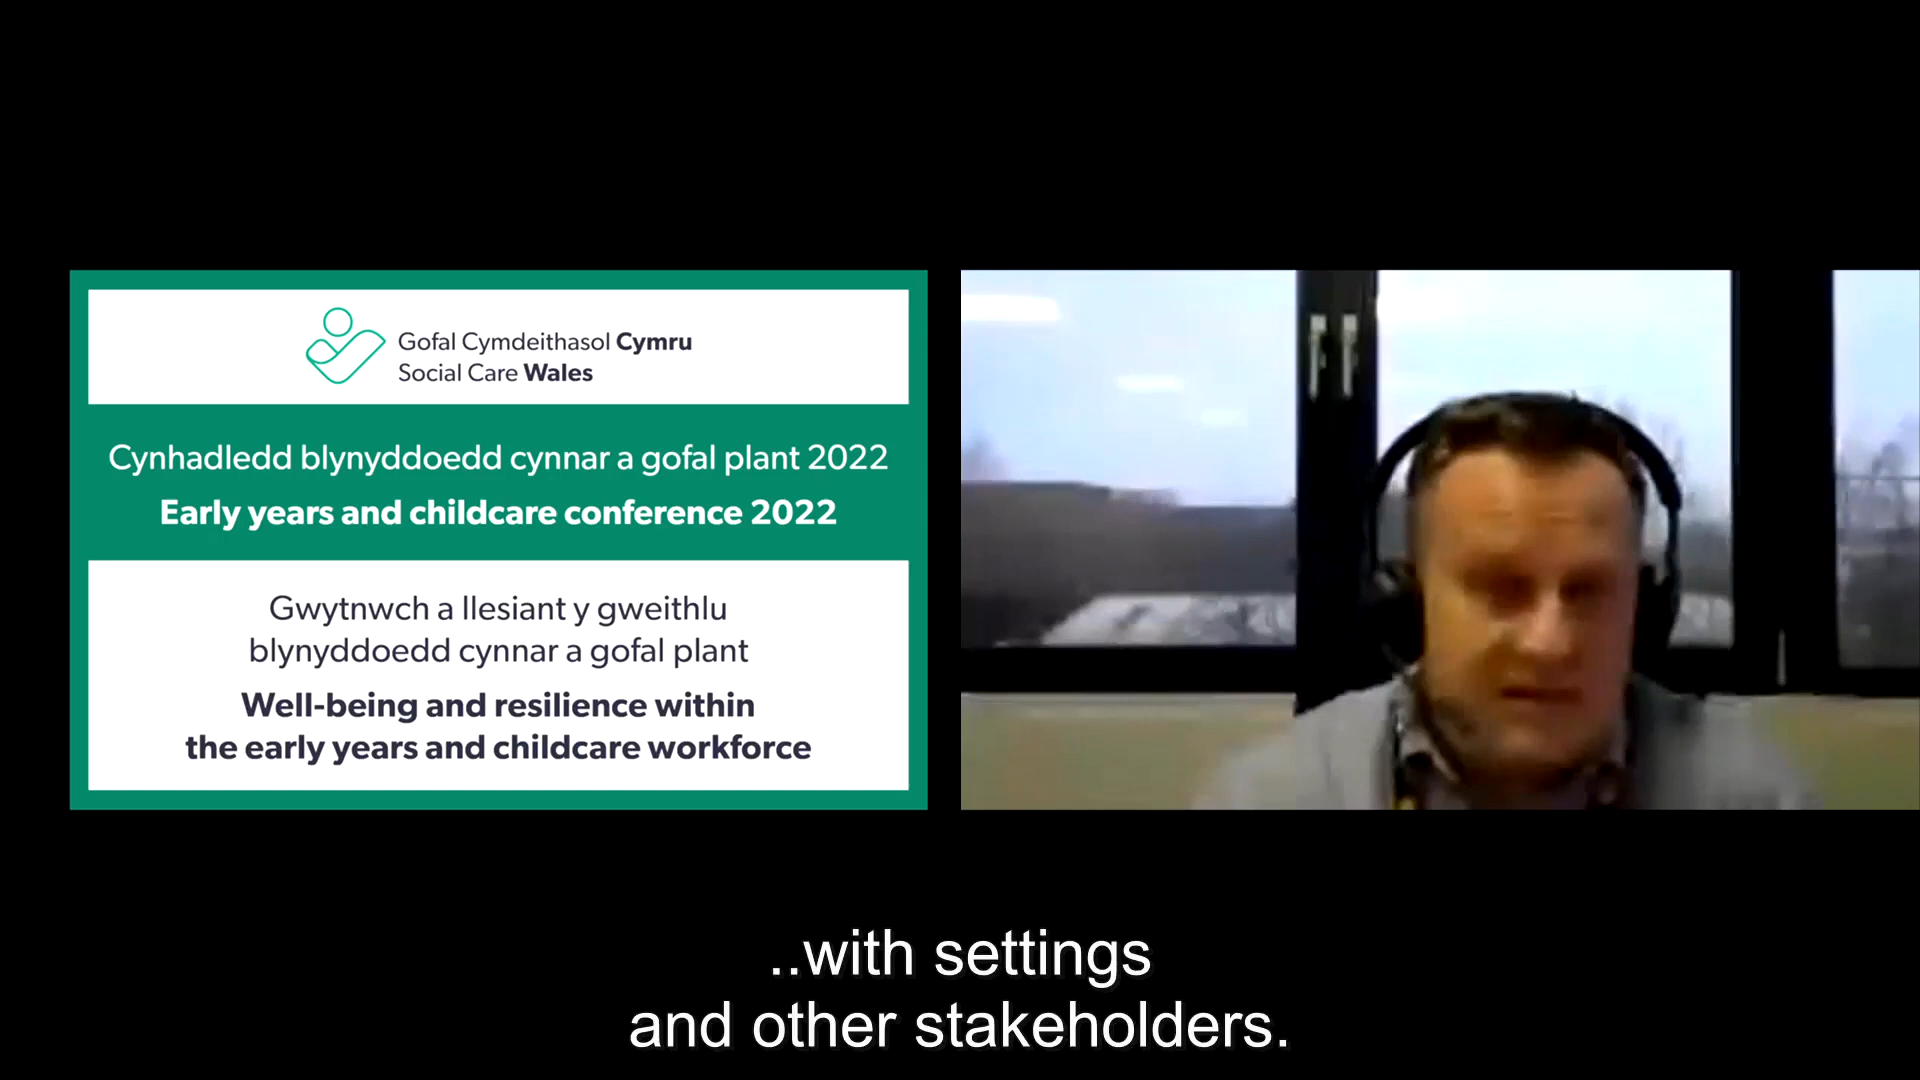 Gofal Cymdeithasol Cymru
Social Care Wales
Cynhadledd blynyddoedd cynnar a gofal plant 2022
Early years and childcare conference 2022
Gwytnwch a llesiant y gweithlu
blynyddoedd cynnar a gofal plant
Well-being and resilience within
the early years and childcare workforce
..with settings
and other stakeholders.